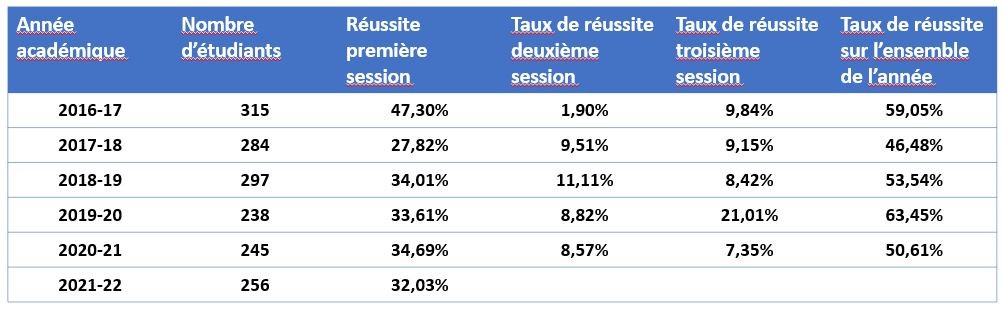 Année académique Nombre d’étudiants Réussite première session Taux de réussite deuxième session Taux de réussite troisième session Taux de réussite sur l’ensemble de l’année
2016-17 315 47,30% 1,90% 9,84% 59,05%
2017-18 284 27,82% 9,51% 9,15% 46,48%
2018-19 297 34,01% 11,11% 8,42% 53,54%
2019-20 238 33,61% 8,82% 21,01% 63,45%
2020-21 245 34,69% 8,57% 7,35% 50,61%
2021-22 256 32,03%